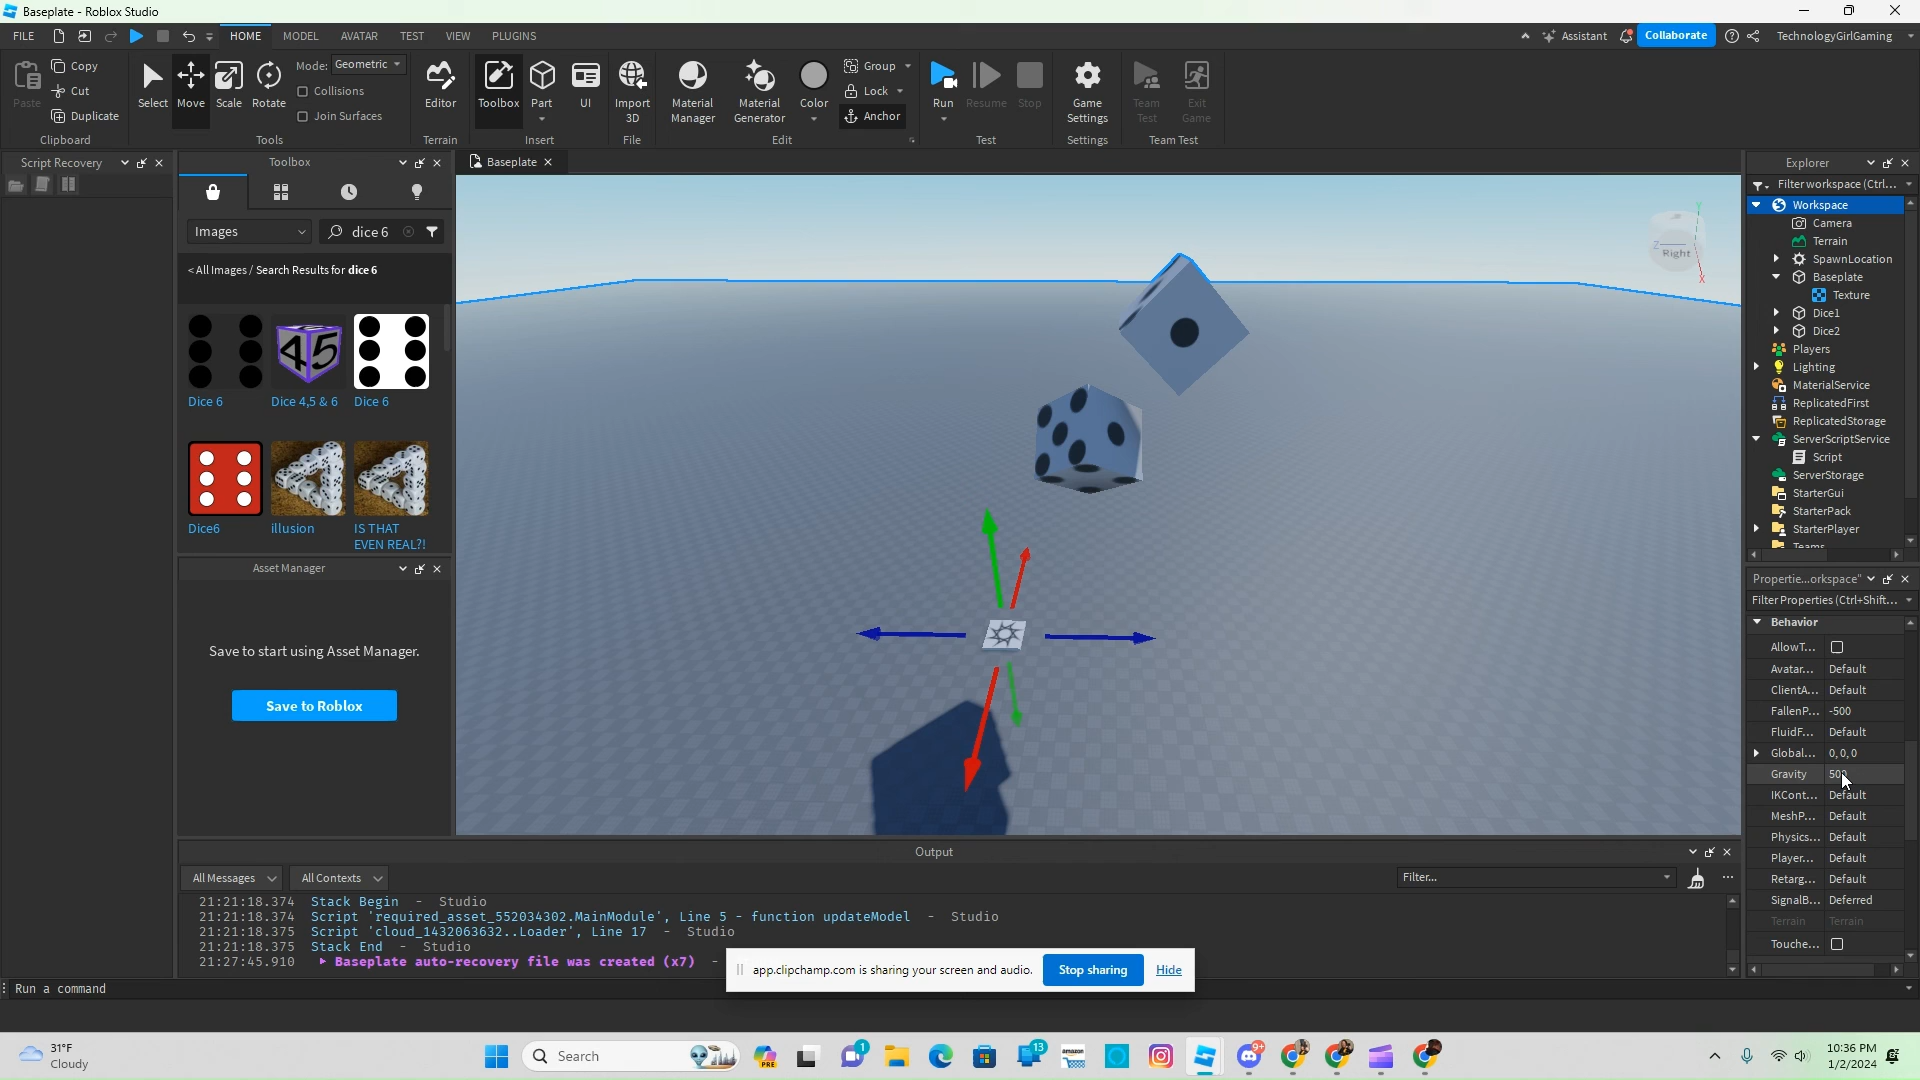 Baseplate - Roblox Studio
FILE HOME MODEL AVATAR TEST VIEW PLUGINS Assistant Collaborate TechnologyGirlGaming
Paste Copy Cut Duplicate
Select Move Scale Rotate Mode: Geometric Collisions Join Surfaces
Editor Toolbox Part UI Import 3D Material Manager Material Generator Color Group Lock Anchor Run Resume Stop Game Settings Team Test Exit Game
Clipboard Tools Terrain Insert File Edit Test Settings Team Test
Script Recovery
Toolbox
Images dice 6
< All Images / Search Results for dice 6
4 5
Dice 6 Dice 4,5 & 6 Dice 6
Dice6 illusion IS THAT
EVEN REAL?!
Asset Manager
Save to start using Asset Manager.
Save to Roblox
Baseplate
Y
Z Right
X
Explorer
Filter workspace (Ctrl...
Workspace
Camera
Terrain
SpawnLocation
Baseplate
Texture
Dice1
Dice2
Players
Lighting
MaterialService
ReplicatedFirst
ReplicatedStorage
ServerScriptService
Script
ServerStorage
StarterGui
StarterPack
StarterPlayer
Teams
Propertie...orkspace"
Filter Properties (Ctrl+Shift...
Behavior
AllowT...
Avatar... Default
ClientA... Default
FallenP... -500
FluidF... Default
Global... 0, 0, 0
Gravity
IKCont... Default
MeshP... Default
Physics... Default
Player... Default
Retarg... Default
SignalB... Deferred
Terrain Terrain
Touche...
Output
All Messages All Contexts Filter...
21:21:18.374 Stack Begin - Studio
21:21:18.374 Script 'required_asset_552034302.MainModule', Line 5 - function updateModel - Studio
21:21:18.375 Script 'cloud_1432063632..Loader', Line 17 - Studio
21:21:18.375 Stack End - Studio
21:27:45.910 Baseplate auto-recovery file was created (x7) -
app.clipchamp.com is sharing your screen and audio. Stop sharing Hide
Run a command
31°F
Cloudy
Search
PRE
1
13
amazon
9+
10:36 PM
1/2/2024